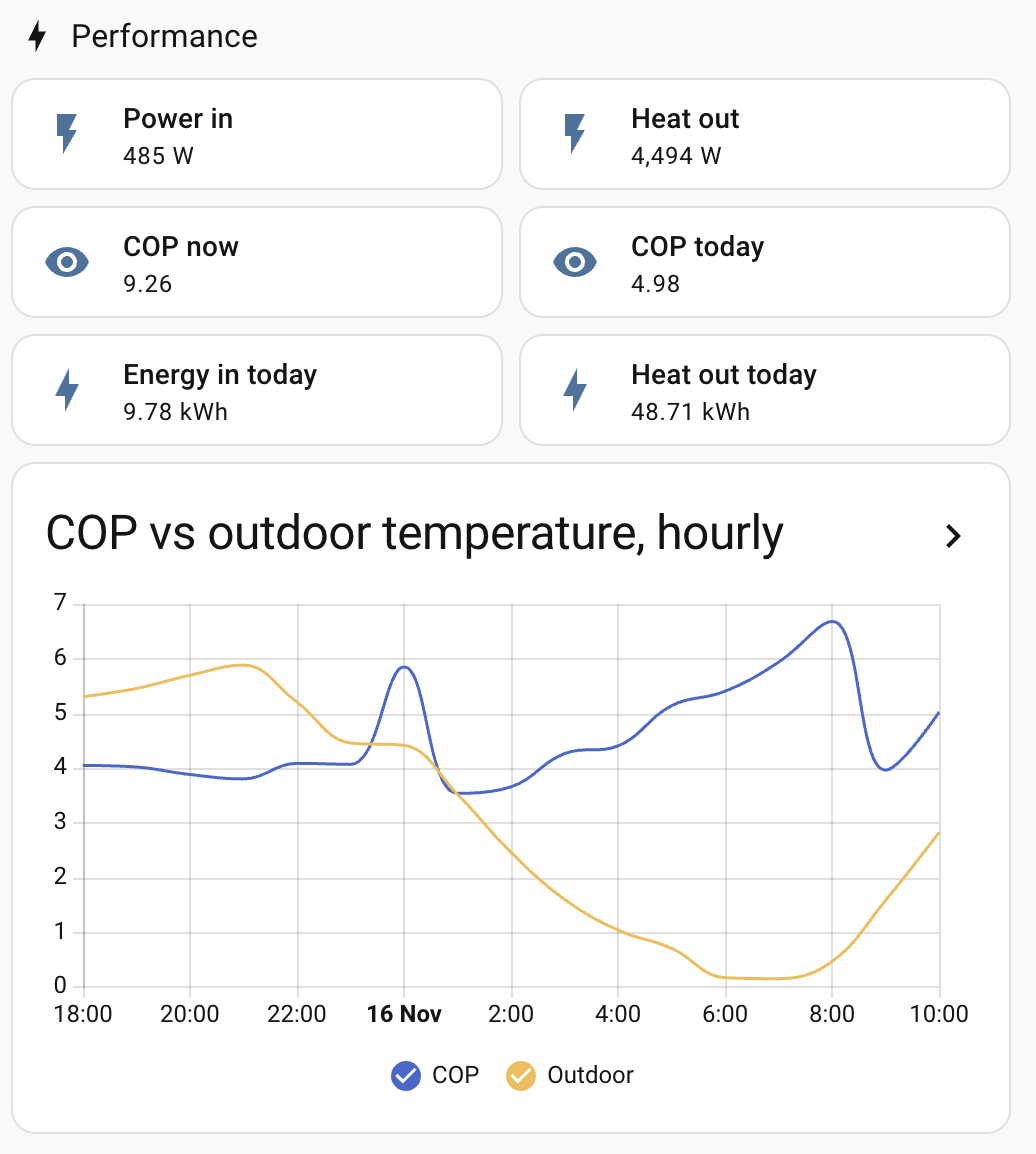 Performance
Power in
485 W
Heat out
4,494 W
COP now
9.26
COP today
4.98
Energy in today
9.78 kWh
Heat out today
48.71 kWh
COP vs outdoor temperature, hourly
7
6
5
4
3
2
1
0
18:00 20:00 22:00 16 Nov 2:00 4:00 6:00 8:00 10:00
COP Outdoor